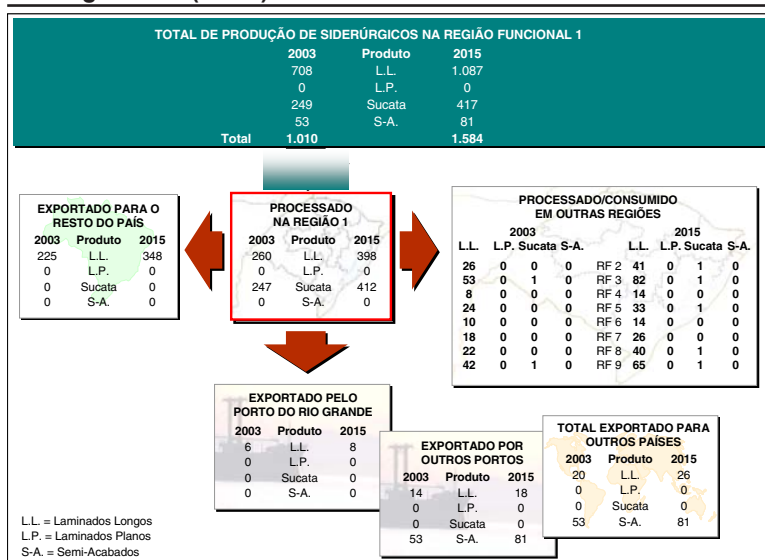 TOTAL DE PRODUÇÃO DE SIDERÚRGICOS NA REGIÃO FUNCIONAL 1
2003 Produto 2015
708 L.L. 1.087
0 L.P. 0
249 Sucata 417
53 S-A. 81
Total 1.010 1.584
EXPORTADO PARA O
RESTO DO PAÍS
2003 Produto 2015
225 L.L. 348
0 L.P. 0
0 Sucata 0
0 S-A. 0
PROCESSADO
NA REGIÃO 1
2003 Produto 2015
260 L.L. 398
0 L.P. 0
247 Sucata 412
0 S-A. 0
PROCESSADO/CONSUMIDO
EM OUTRAS REGIÕES
2003 2015
L.L. L.P. Sucata S-A. L.L. L.P. Sucata S-A.
26 0 0 0 RF 2 41 0 1 0
53 0 1 0 RF 3 82 0 1 0
8 0 0 0 RF 4 14 0 0 0
24 0 0 0 RF 5 33 0 1 0
10 0 0 0 RF 6 14 0 0 0
18 0 0 0 RF 7 26 0 0 0
22 0 0 0 RF 8 40 0 1 0
42 0 1 0 RF 9 65 0 1 0
EXPORTADO PELO
PORTO DO RIO GRANDE
2003 Produto 2015
6 L.L. 8
0 L.P. 0
0 Sucata 0
0 S-A. 0
EXPORTADO POR
OUTROS PORTOS
2003 Produto 2015
14 L.L. 18
0 L.P. 0
0 Sucata 0
53 S-A. 81
TOTAL EXPORTADO PARA
OUTROS PAÍSES
2003 Produto 2015
20 L.L. 26
0 L.P. 0
0 Sucata 0
53 S-A. 81
L.L. = Laminados Longos
L.P. = Laminados Planos
S-A. = Semi-Acabados